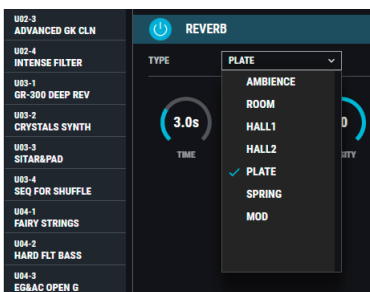 U02-3
ADVANCED GK CLN
U02-4
INTENSE FILTER
U03-1
GR-300 DEEP REV
U03-2
CRYSTALS SYNTH
U03-3
SITAR&PAD
U03-4
SEQ FOR SHUFFLE
U04-1
FAIRY STRINGS
U04-2
HARD FLT BASS
U04-3
EG&AC OPEN G
REVERB
TYPE
PLATE
AMBIENCE
ROOM
HALL1
HALL2
PLATE
SPRING
MOD
3.0s
TIME
0
SITY